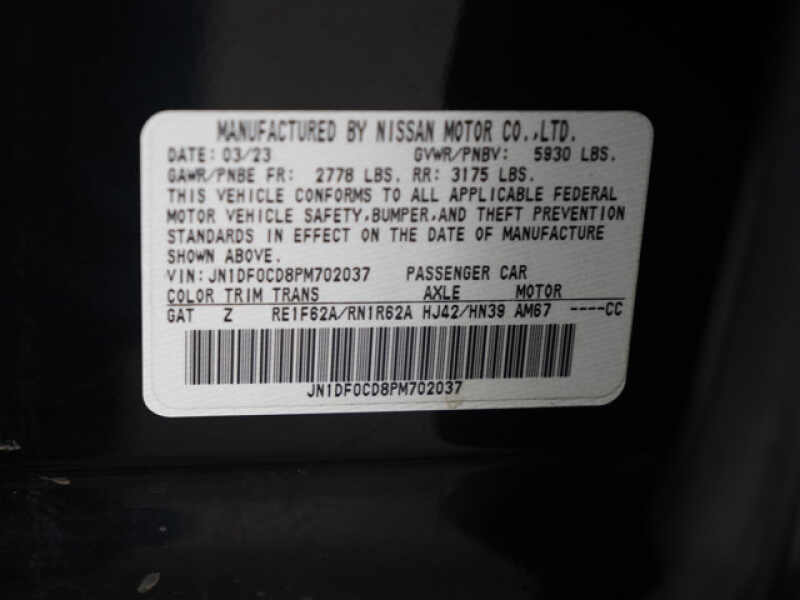 MANUFACTURED BY NISSAN MOTOR CO.,LTD.
DATE: 03/23 GVWR/PNBV: 5930 LBS.
GAWR/PNBE FR: 2778 LBS. RR: 3175 LBS.
THIS VEHICLE CONFORMS TO ALL APPLICABLE FEDERAL
MOTOR VEHICLE SAFETY,BUMPER,AND THEFT PREVENTION
STANDARDS IN EFFECT ON THE DATE OF MANUFACTURE
SHOWN ABOVE.
VIN: JN1DF0CD8PM702037 PASSENGER CAR
COLOR TRIM TRANS AXLE MOTOR
GAT Z RE1F62A/RN1R62A HJ42/HN39 AM67 ----CC
JN1DF0CD8PM702037